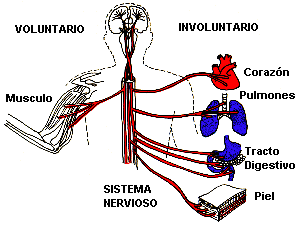 VOLUNTARIO
INVOLUNTARIO
Corazón
Pulmones
Musculo
Tracto
Digestivo
SISTEMA
NERVIOSO
Piel